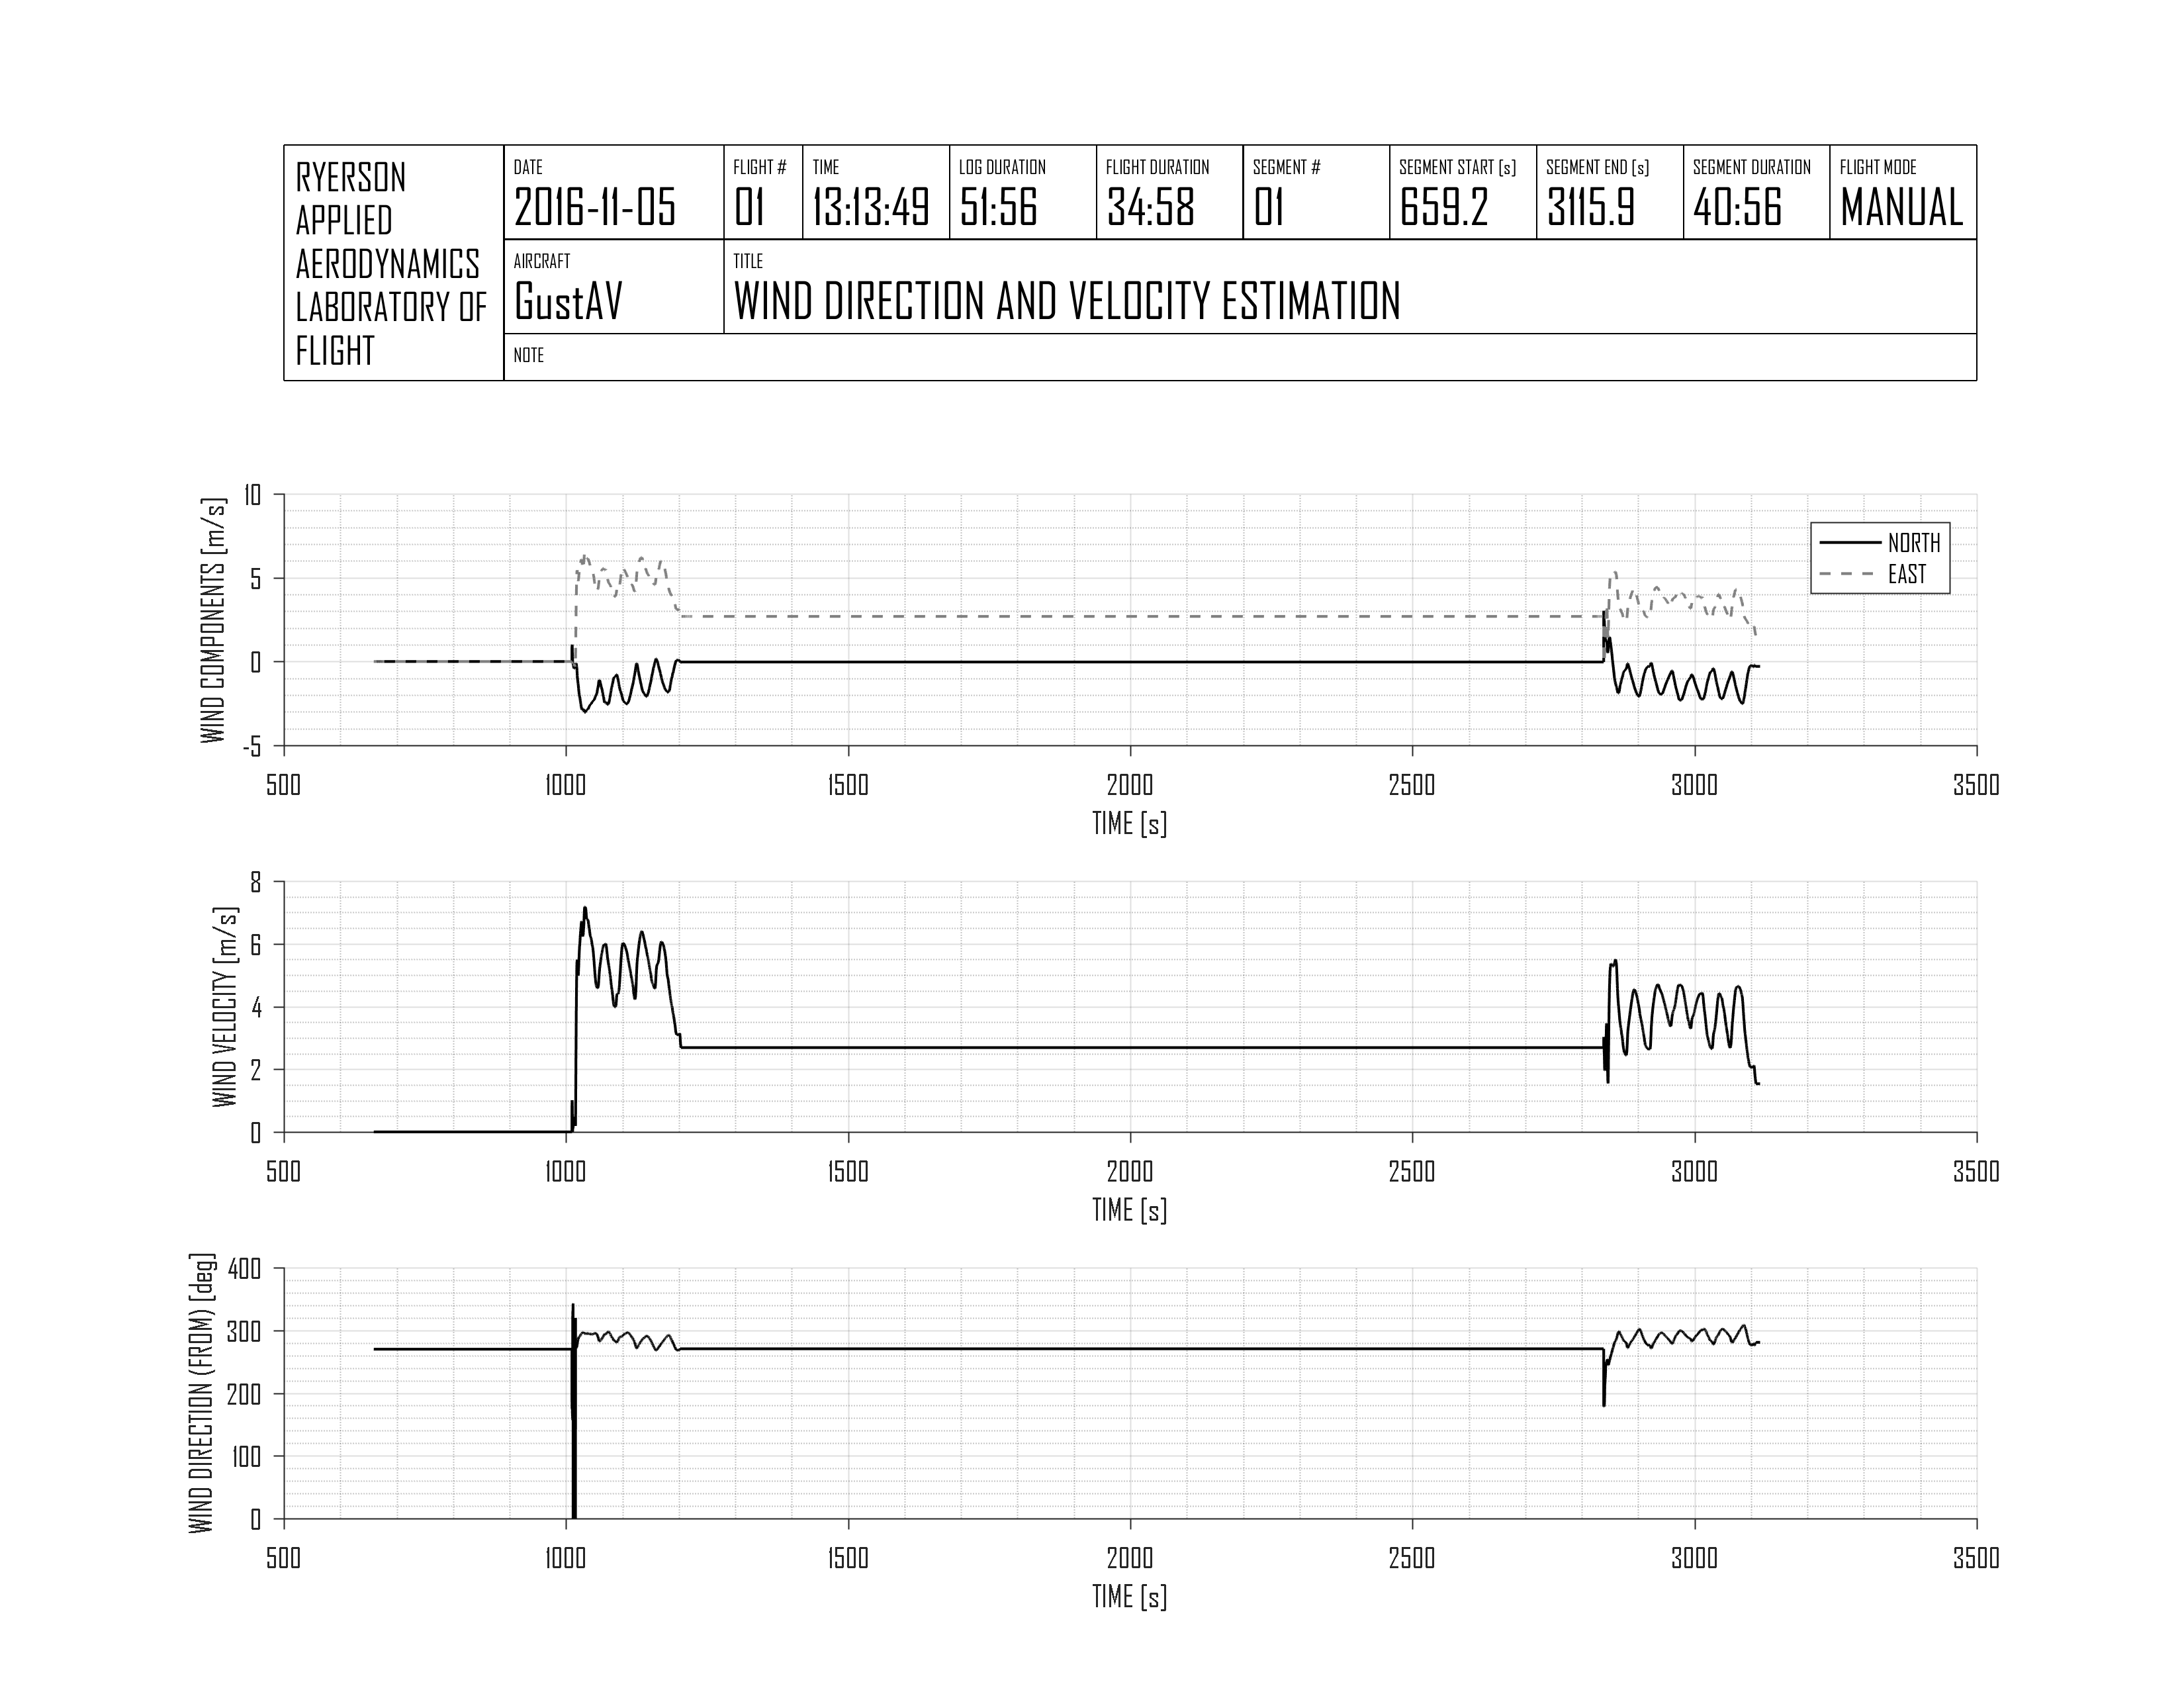 RYERSON
APPLIED
AERODYNAMICS
LABORATORY OF
FLIGHT
DATE
2016-11-05
FLIGHT #
01
TIME
13:13:49
LOG DURATION
51:56
FLIGHT DURATION
34:58
SEGMENT #
01
SEGMENT START [s]
659.2
SEGMENT END [s]
3115.9
SEGMENT DURATION
40:56
FLIGHT MODE
MANUAL
AIRCRAFT
GustAV
TITLE
WIND DIRECTION AND VELOCITY ESTIMATION
NOTE
WIND COMPONENTS [m/s]
10
5
0
-5
NORTH
EAST
500 1000 1500 2000 2500 3000 3500
TIME [s]
WIND VELOCITY [m/s]
8
6
4
2
0
500 1000 1500 2000 2500 3000 3500
TIME [s]
WIND DIRECTION (FROM) [deg]
400
300
200
100
0
500 1000 1500 2000 2500 3000 3500
TIME [s]